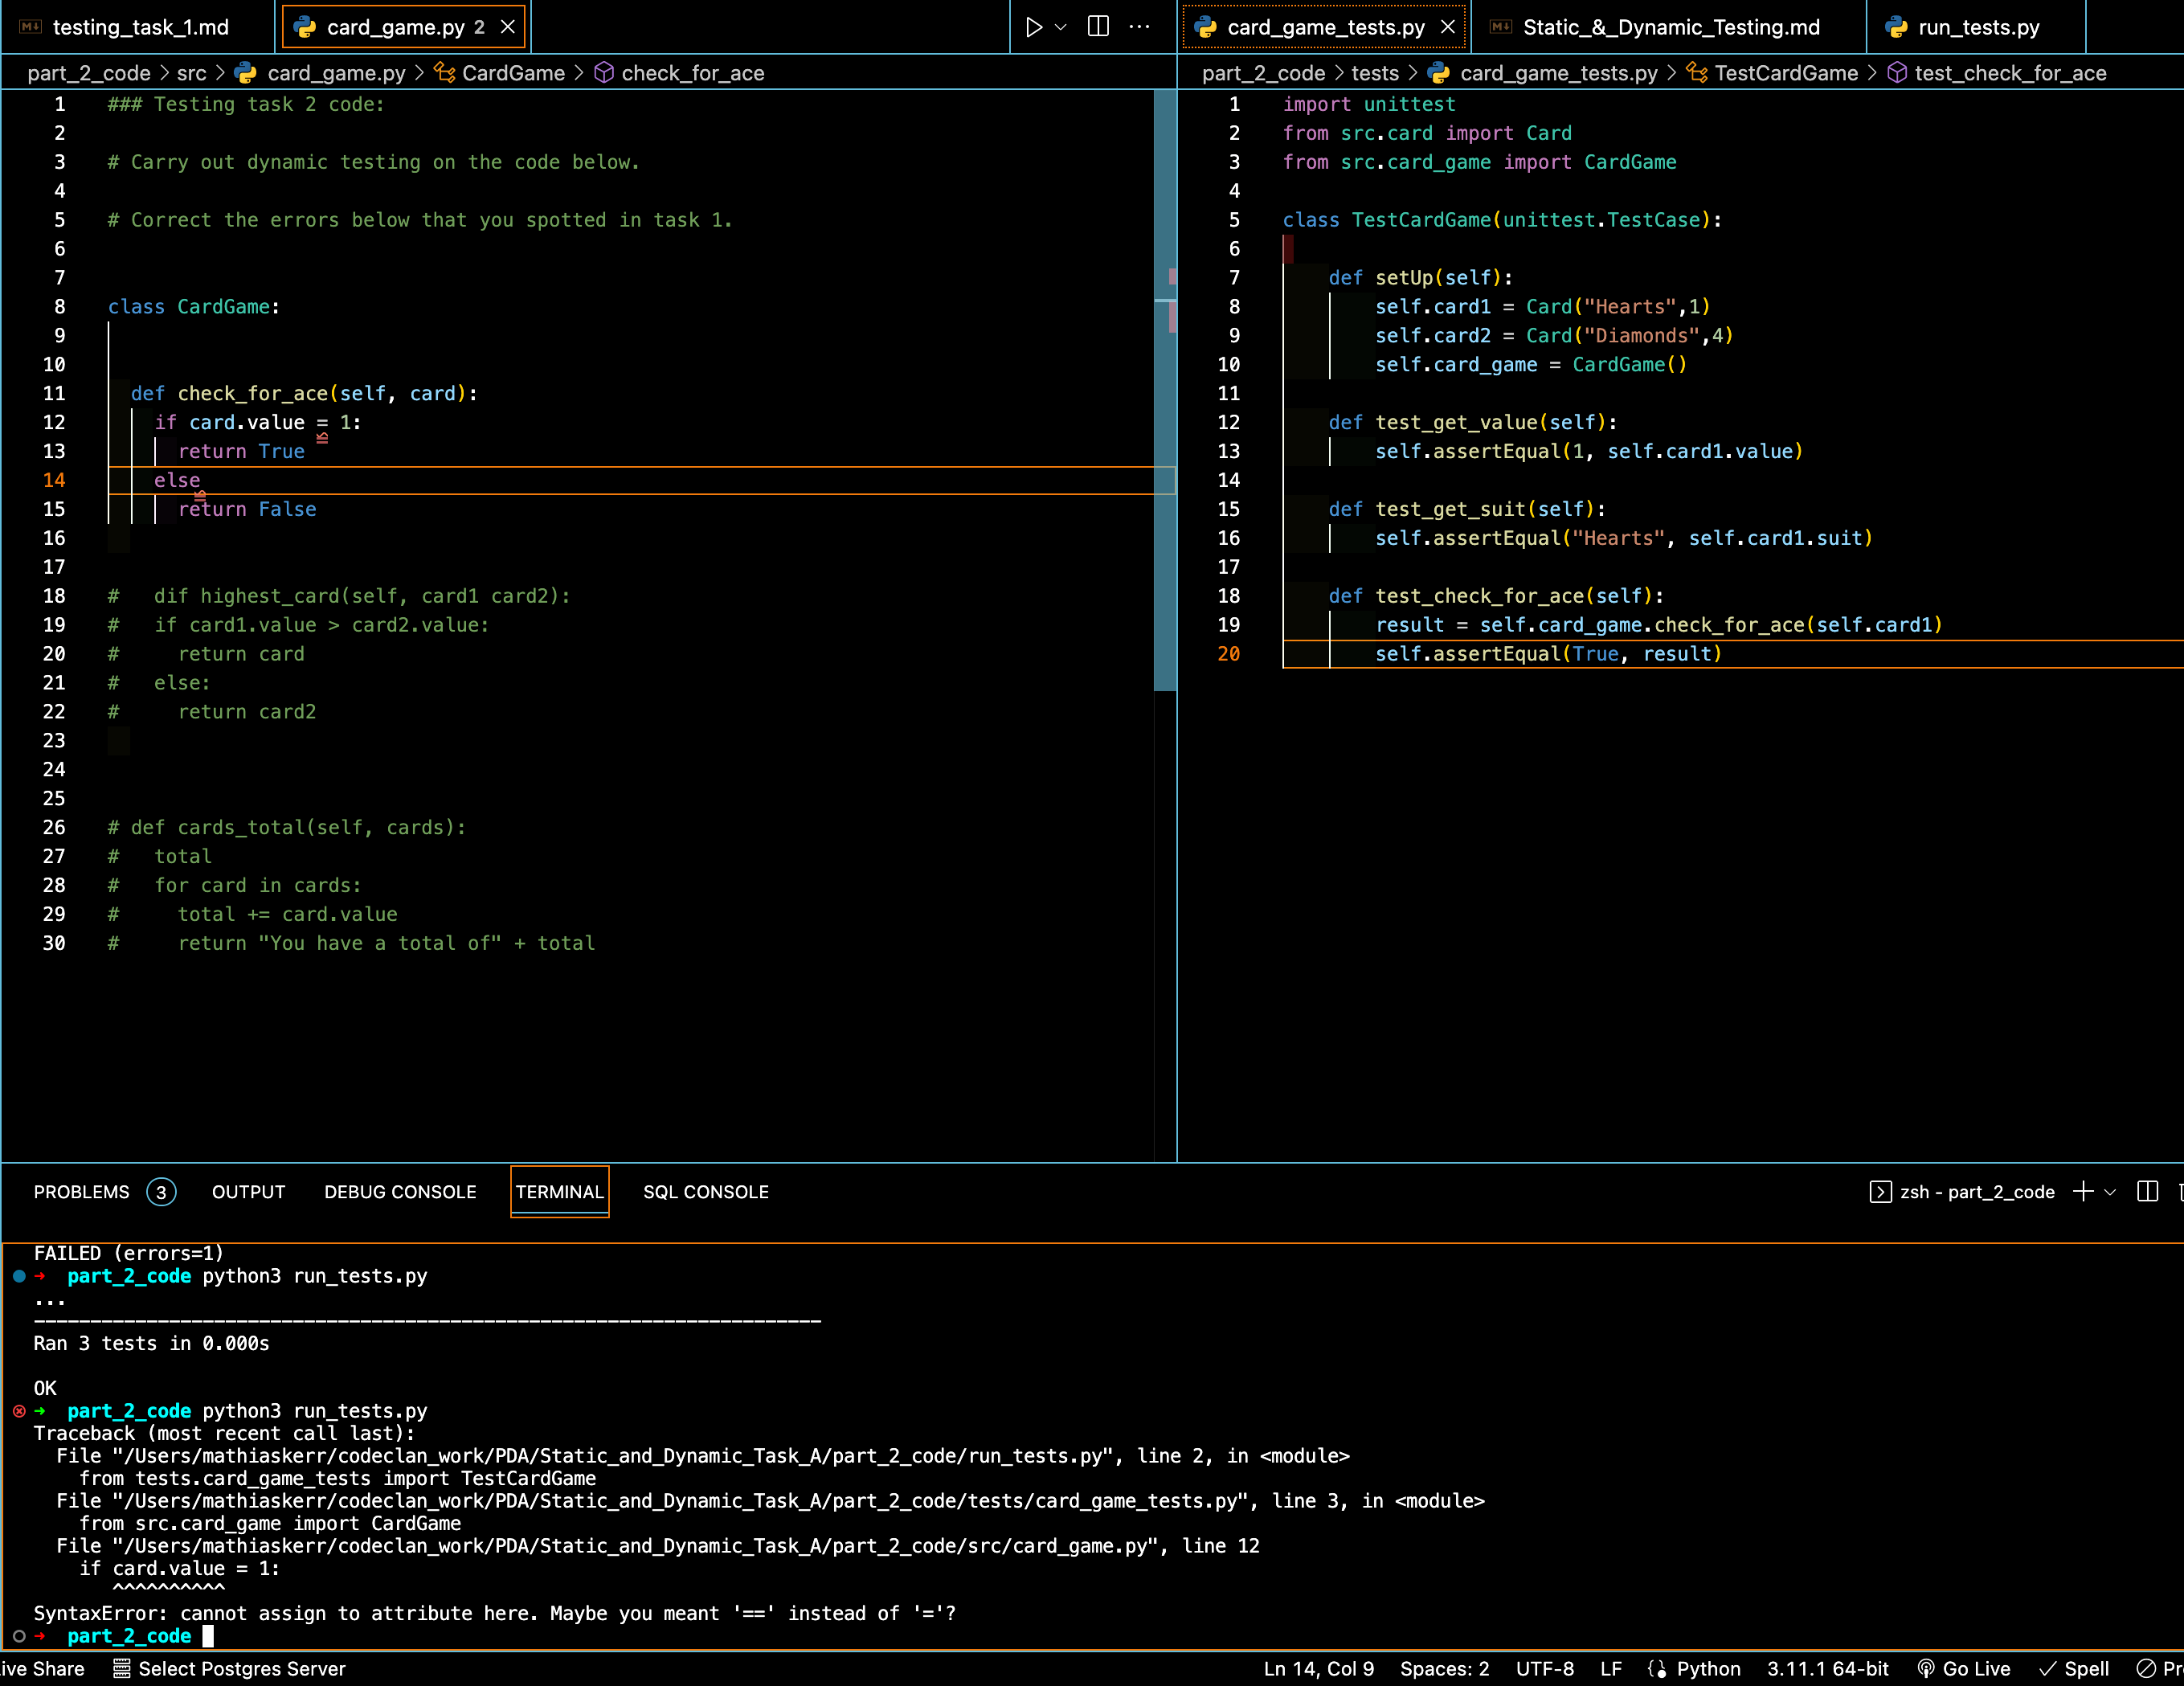 testing_task_1.md
card_game.py 2
part_2_code > src > card_game.py > CardGame > check_for_ace
1 ### Testing task 2 code:
2
3 # Carry out dynamic testing on the code below.
4
5 # Correct the errors below that you spotted in task 1.
6
7
8 class CardGame:
9
10
11   def check_for_ace(self, card):
12     if card.value = 1:
13       return True
14     else
15       return False
16
17
18 #   dif highest_card(self, card1 card2):
19 #   if card1.value > card2.value:
20 #     return card
21 #   else:
22 #     return card2
23
24
25
26 # def cards_total(self, cards):
27 #   total
28 #   for card in cards:
29 #     total += card.value
30 #     return "You have a total of" + total
card_game_tests.py
Static_&_Dynamic_Testing.md
run_tests.py
part_2_code > tests > card_game_tests.py > TestCardGame > test_check_for_ace
1 import unittest
2 from src.card import Card
3 from src.card_game import CardGame
4
5 class TestCardGame(unittest.TestCase):
6
7     def setUp(self):
8         self.card1 = Card("Hearts",1)
9         self.card2 = Card("Diamonds",4)
10         self.card_game = CardGame()
11
12     def test_get_value(self):
13         self.assertEqual(1, self.card1.value)
14
15     def test_get_suit(self):
16         self.assertEqual("Hearts", self.card1.suit)
17
18     def test_check_for_ace(self):
19         result = self.card_game.check_for_ace(self.card1)
20         self.assertEqual(True, result)
PROBLEMS 3 OUTPUT DEBUG CONSOLE TERMINAL SQL CONSOLE
zsh - part_2_code
FAILED (errors=1)
➜  part_2_code python3 run_tests.py
...
----------------------------------------------------------------------
Ran 3 tests in 0.000s

OK
➜  part_2_code python3 run_tests.py
Traceback (most recent call last):
  File "/Users/mathiaskerr/codeclan_work/PDA/Static_and_Dynamic_Task_A/part_2_code/run_tests.py", line 2, in <module>
    from tests.card_game_tests import TestCardGame
  File "/Users/mathiaskerr/codeclan_work/PDA/Static_and_Dynamic_Task_A/part_2_code/tests/card_game_tests.py", line 3, in <module>
    from src.card_game import CardGame
  File "/Users/mathiaskerr/codeclan_work/PDA/Static_and_Dynamic_Task_A/part_2_code/src/card_game.py", line 12
    if card.value = 1:
       ^^^^^^^^^^
SyntaxError: cannot assign to attribute here. Maybe you meant '==' instead of '='?
➜  part_2_code
ive Share Select Postgres Server Ln 14, Col 9 Spaces: 2 UTF-8 LF Python 3.11.1 64-bit Go Live Spell Pr